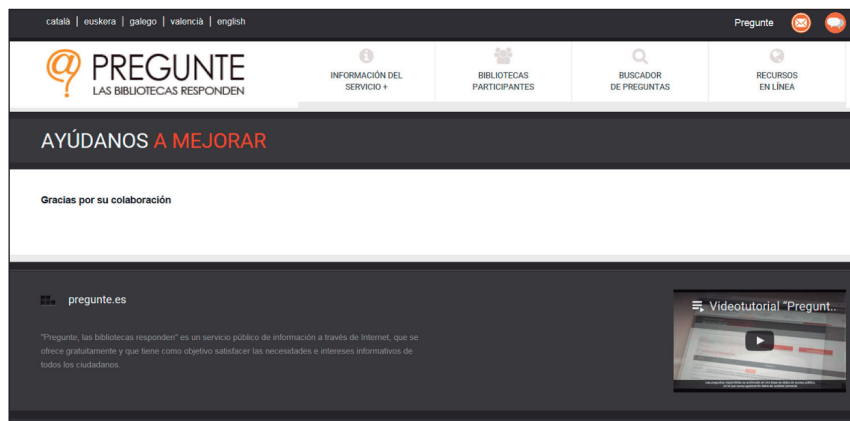 català | euskera | galego | valencià | english
Pregunte
PREGUNTE
LAS BIBLIOTECAS RESPONDEN
INFORMACIÓN DEL
SERVICIO +
BIBLIOTECAS
PARTICIPANTES
BUSCADOR
DE PREGUNTAS
RECURSOS
EN LÍNEA
AYÚDANOS A MEJORAR
Gracias por su colaboración
pregunte.es
"Pregunte, las bibliotecas responden" es un servicio público de información a través de Internet, que se
ofrece gratuitamente y que tiene como objetivo satisfacer las necesidades e intereses informativos de
todos los ciudadanos.
Videotutorial "Pregunt..